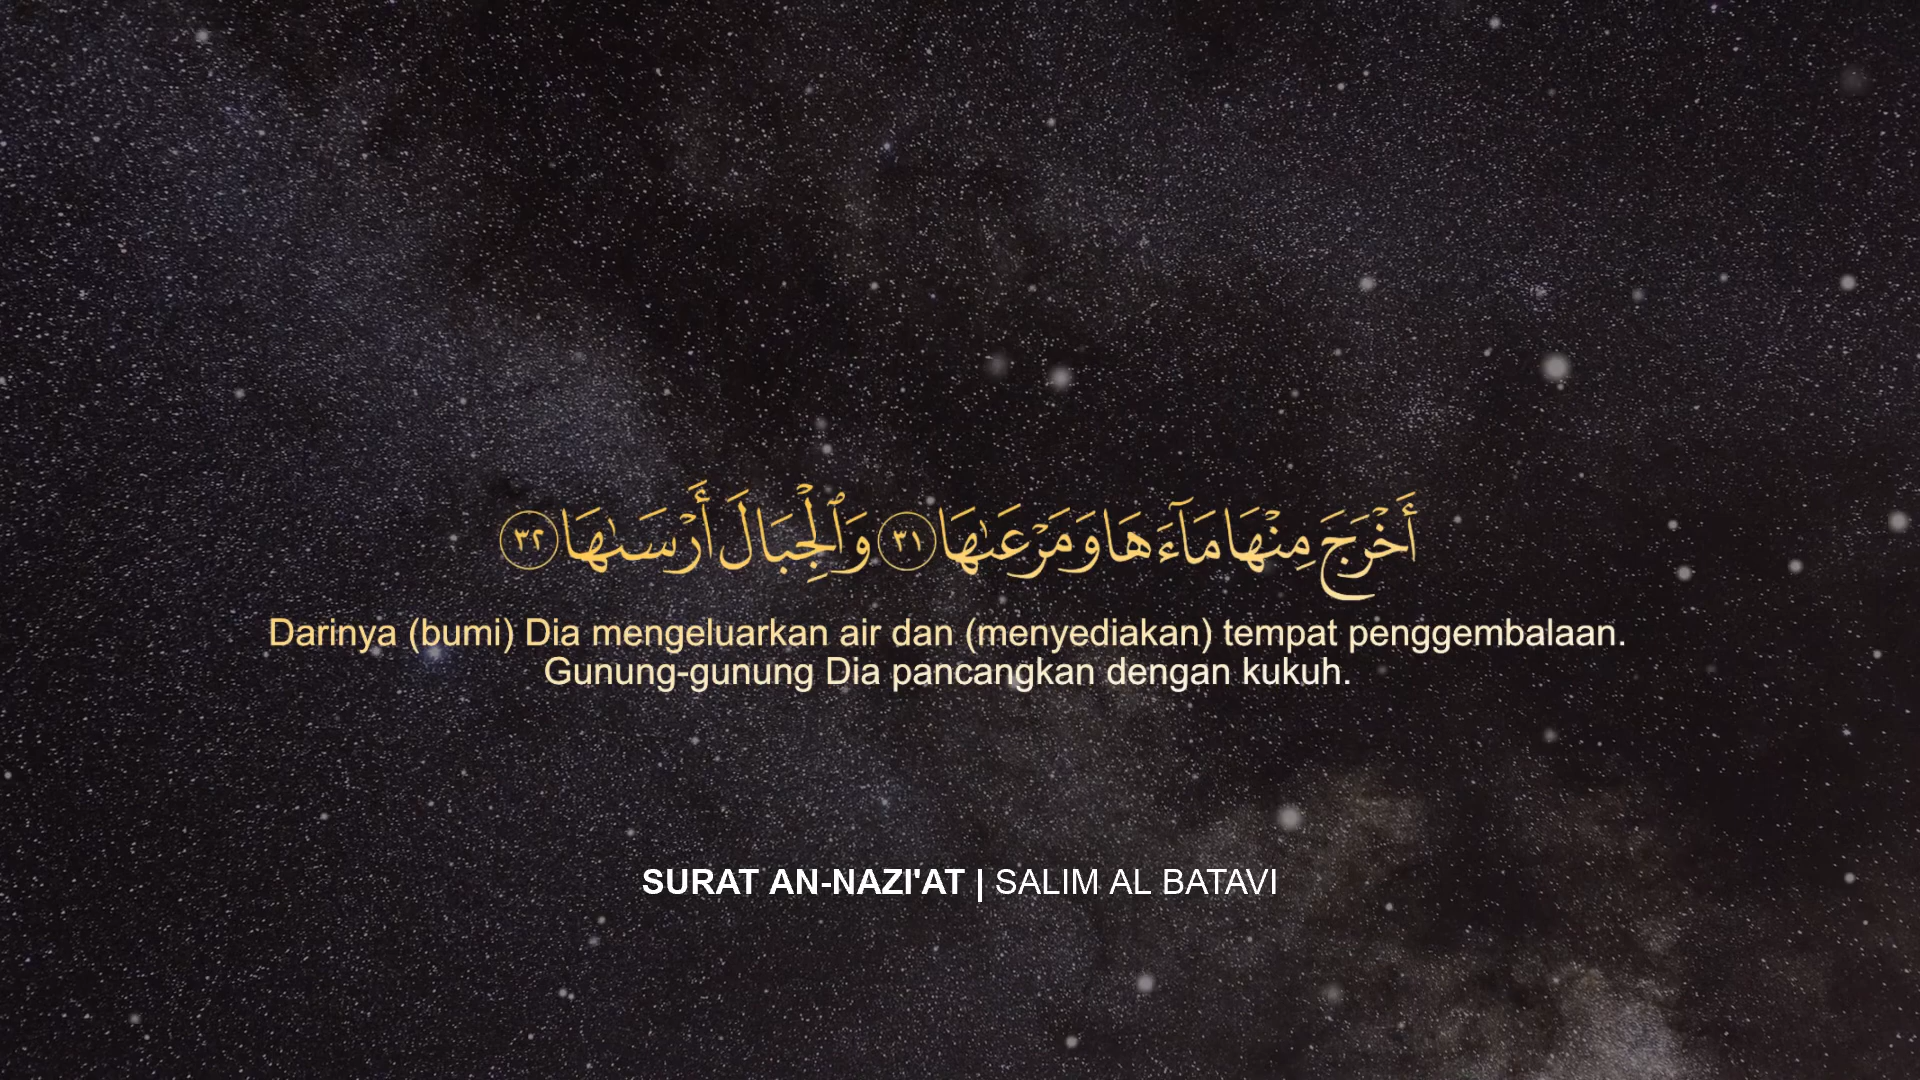 أَخْرَجَ مِنْهَا مَآءَهَا وَمَرْعَىٰهَا ٣١ وَٱلْجِبَالَ أَرْسَىٰهَا ٣٢
Darinya (bumi) Dia mengeluarkan air dan (menyediakan) tempat penggembalaan.
Gunung-gunung Dia pancangkan dengan kukuh.
SURAT AN-NAZI'AT | SALIM AL BATAVI